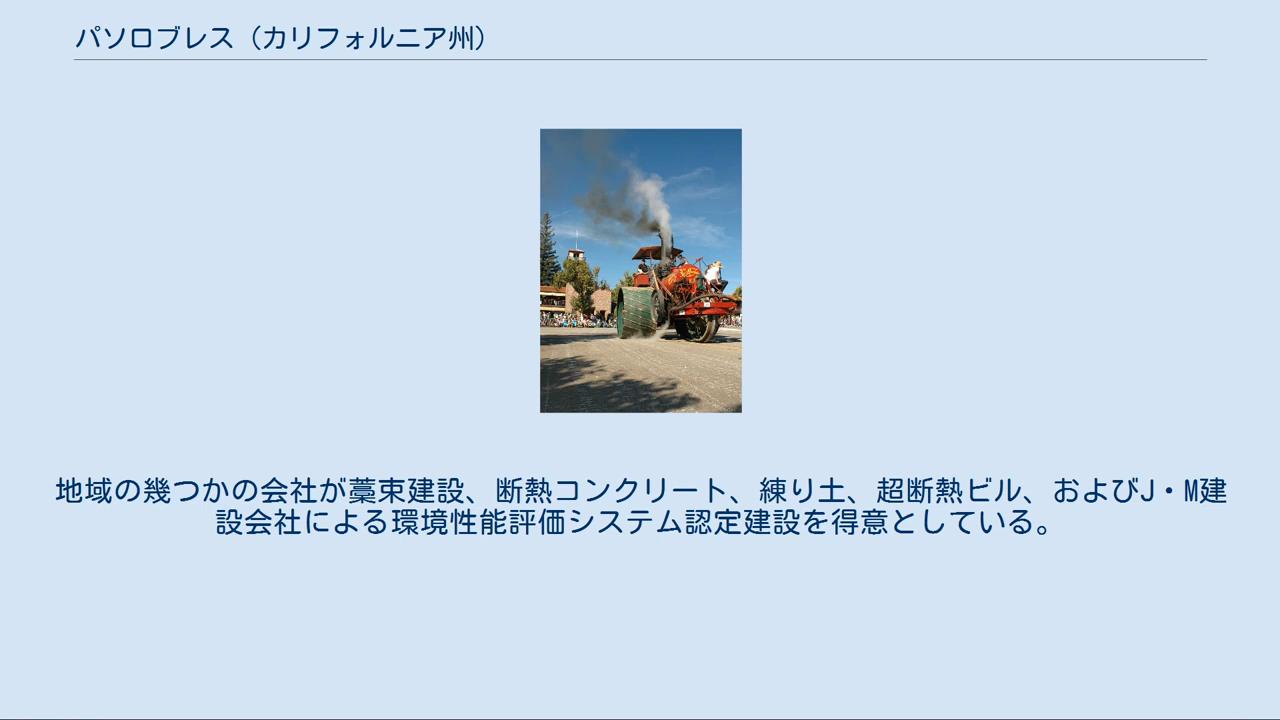 パソロブレス（カリフォルニア州）
地域の幾つかの会社が藁束建設、断熱コンクリート、練り土、超断熱ビル、およびJ・M建
設会社による環境性能評価システム認定建設を得意としている。